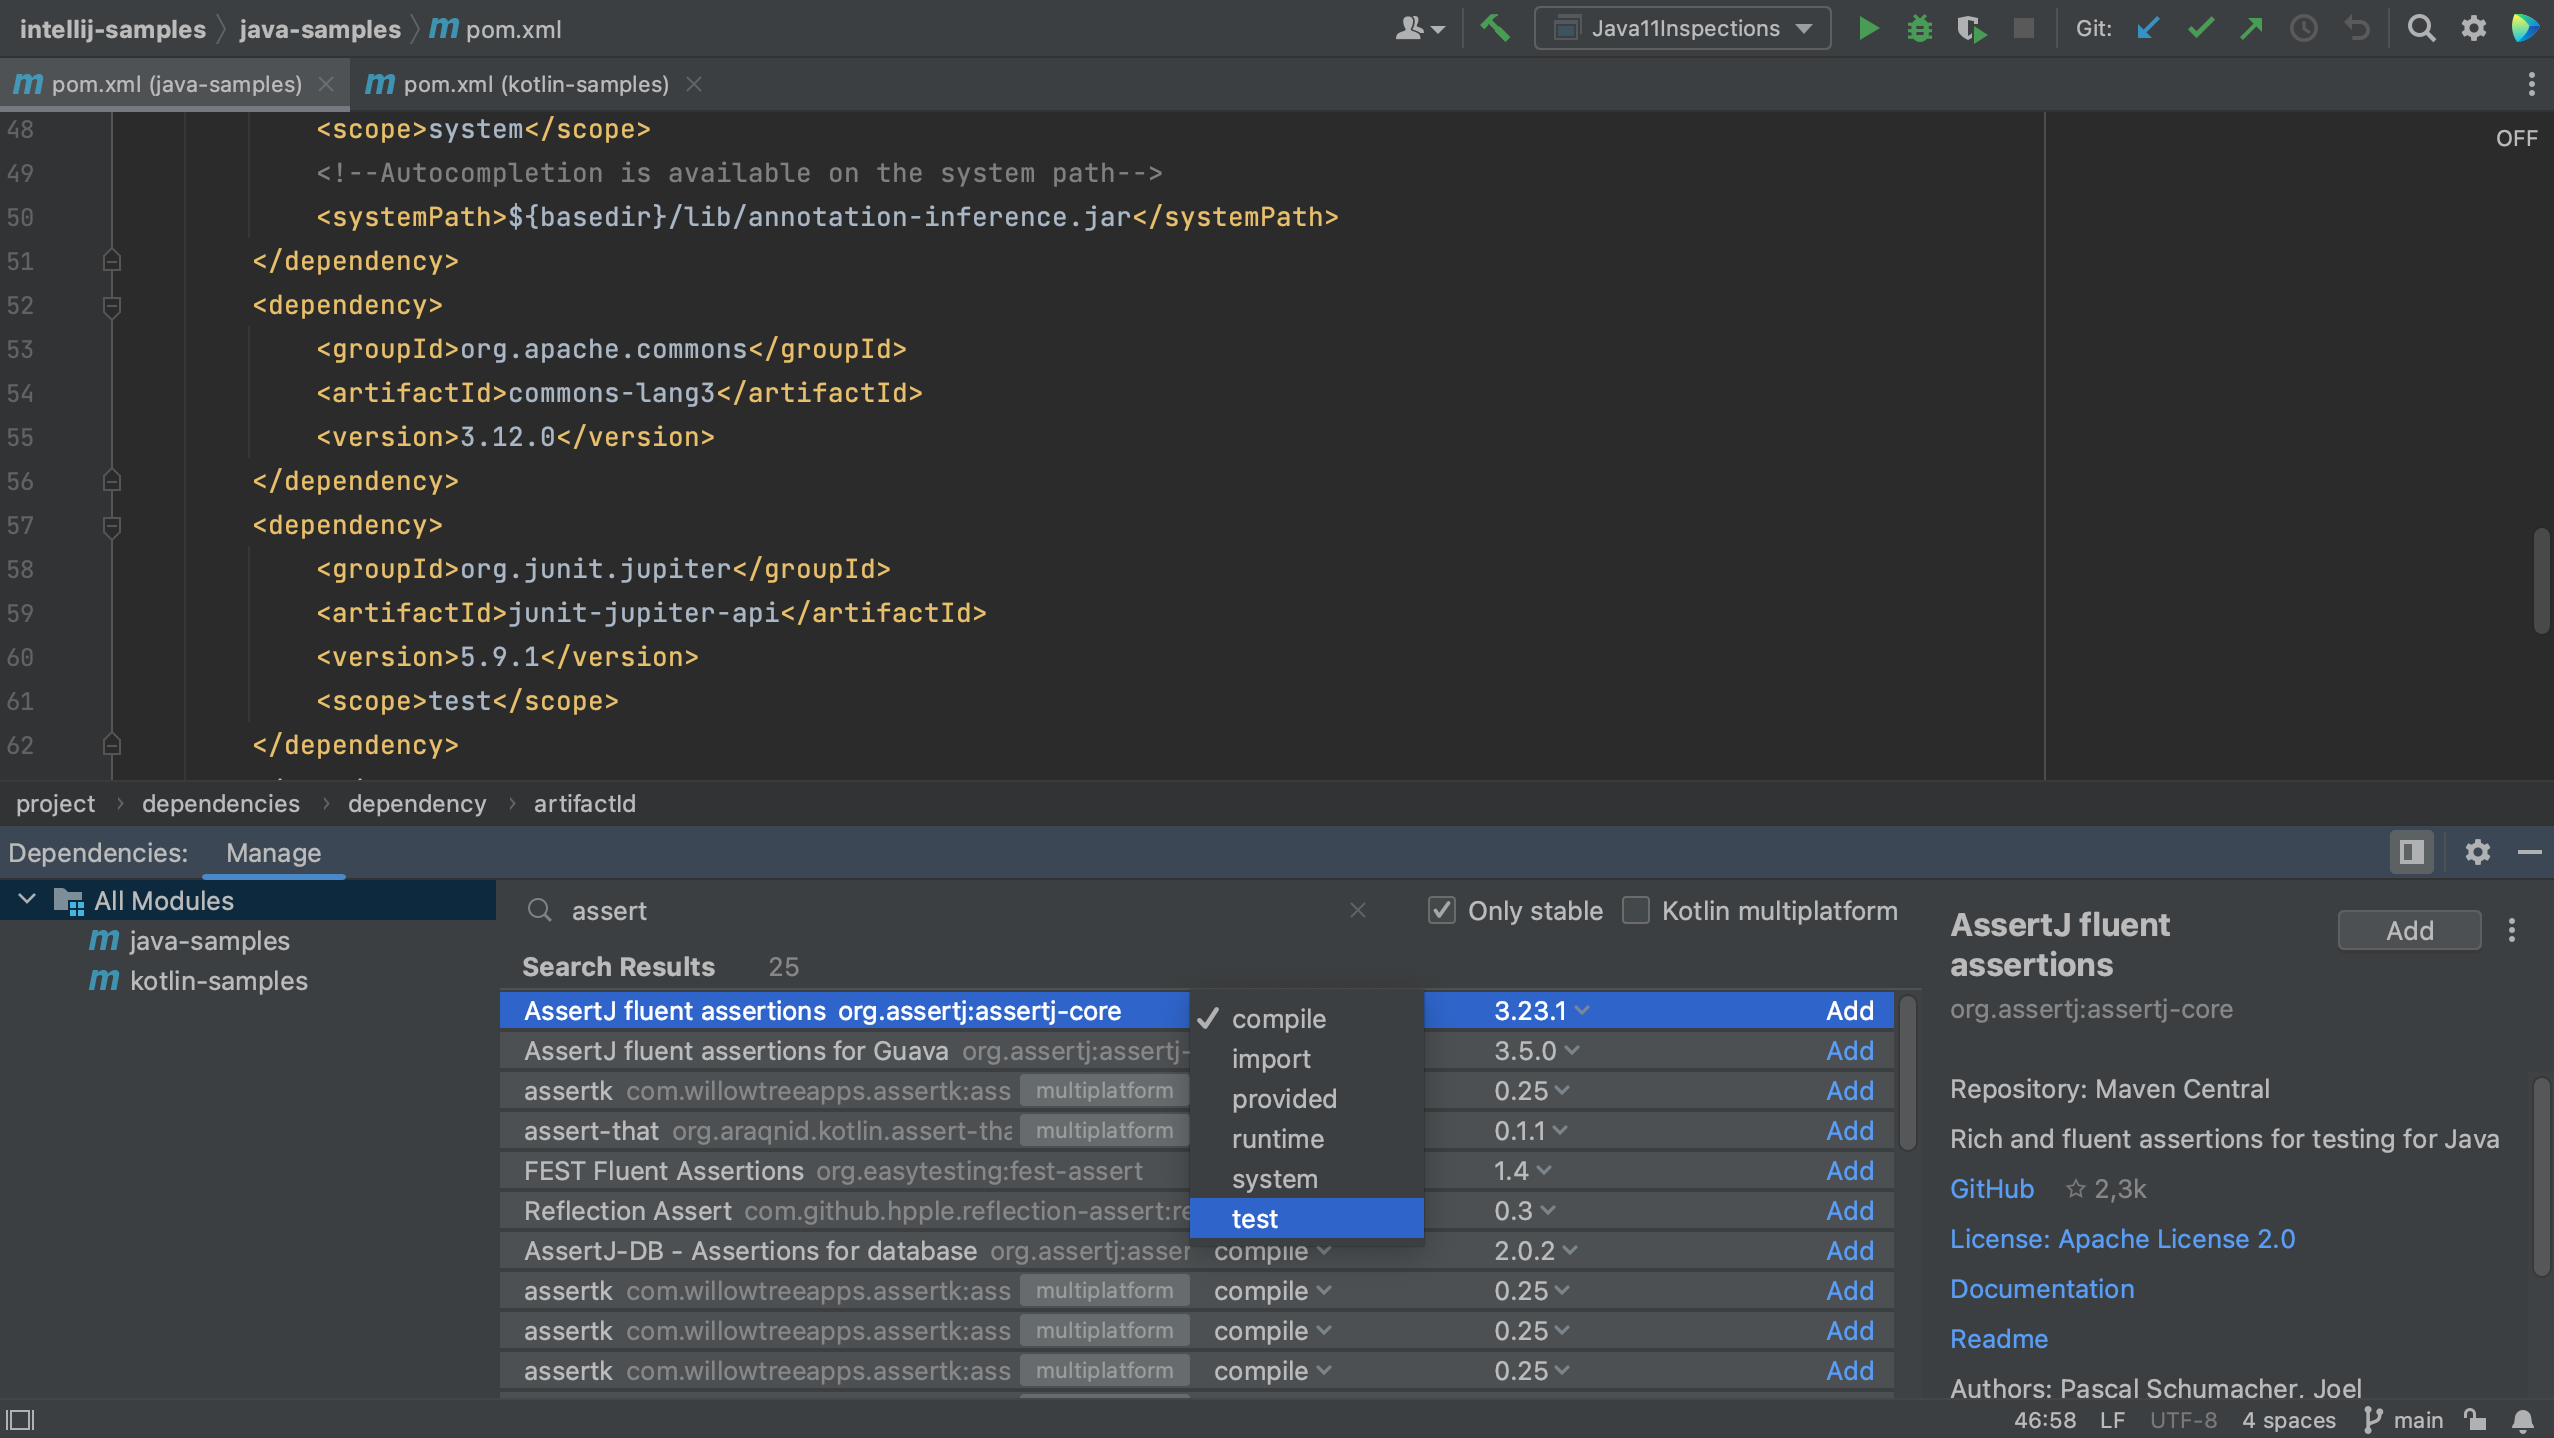 intellij-samples java-samples m pom.xml Java11Inspections Git:
m pom.xml (java-samples) m pom.xml (kotlin-samples)
OFF
48 <scope>system</scope>
49 <!--Autocompletion is available on the system path-->
50 <systemPath>${basedir}/lib/annotation-inference.jar</systemPath>
51 </dependency>
52 <dependency>
53 <groupId>org.apache.commons</groupId>
54 <artifactId>commons-lang3</artifactId>
55 <version>3.12.0</version>
56 </dependency>
57 <dependency>
58 <groupId>org.junit.jupiter</groupId>
59 <artifactId>junit-jupiter-api</artifactId>
60 <version>5.9.1</version>
61 <scope>test</scope>
62 </dependency>
project › dependencies › dependency › artifactId
Dependencies: Manage
All Modules
m java-samples
m kotlin-samples
assert Only stable Kotlin multiplatform
Search Results 25
AssertJ fluent assertions org.assertj:assertj-core 3.23.1 Add
AssertJ fluent assertions for Guava org.assertj:assertj- 3.5.0 Add
assertk com.willowtreeapps.assertk:ass multiplatform 0.25 Add
assert-that org.araqnid.kotlin.assert-tha multiplatform 0.1.1 Add
FEST Fluent Assertions org.easytesting:fest-assert 1.4 Add
Reflection Assert com.github.hpple.reflection-assert:re 0.3 Add
AssertJ-DB - Assertions for database org.assertj:asser compile 2.0.2 Add
assertk com.willowtreeapps.assertk:ass multiplatform compile 0.25 Add
assertk com.willowtreeapps.assertk:ass multiplatform compile 0.25 Add
assertk com.willowtreeapps.assertk:ass multiplatform compile 0.25 Add
compile
import
provided
runtime
system
test
AssertJ fluent
assertions
Add
org.assertj:assertj-core
Repository: Maven Central
Rich and fluent assertions for testing for Java
GitHub 2,3k
License: Apache License 2.0
Documentation
Readme
Authors: Pascal Schumacher, Joel
46:58 LF UTF-8 4 spaces main